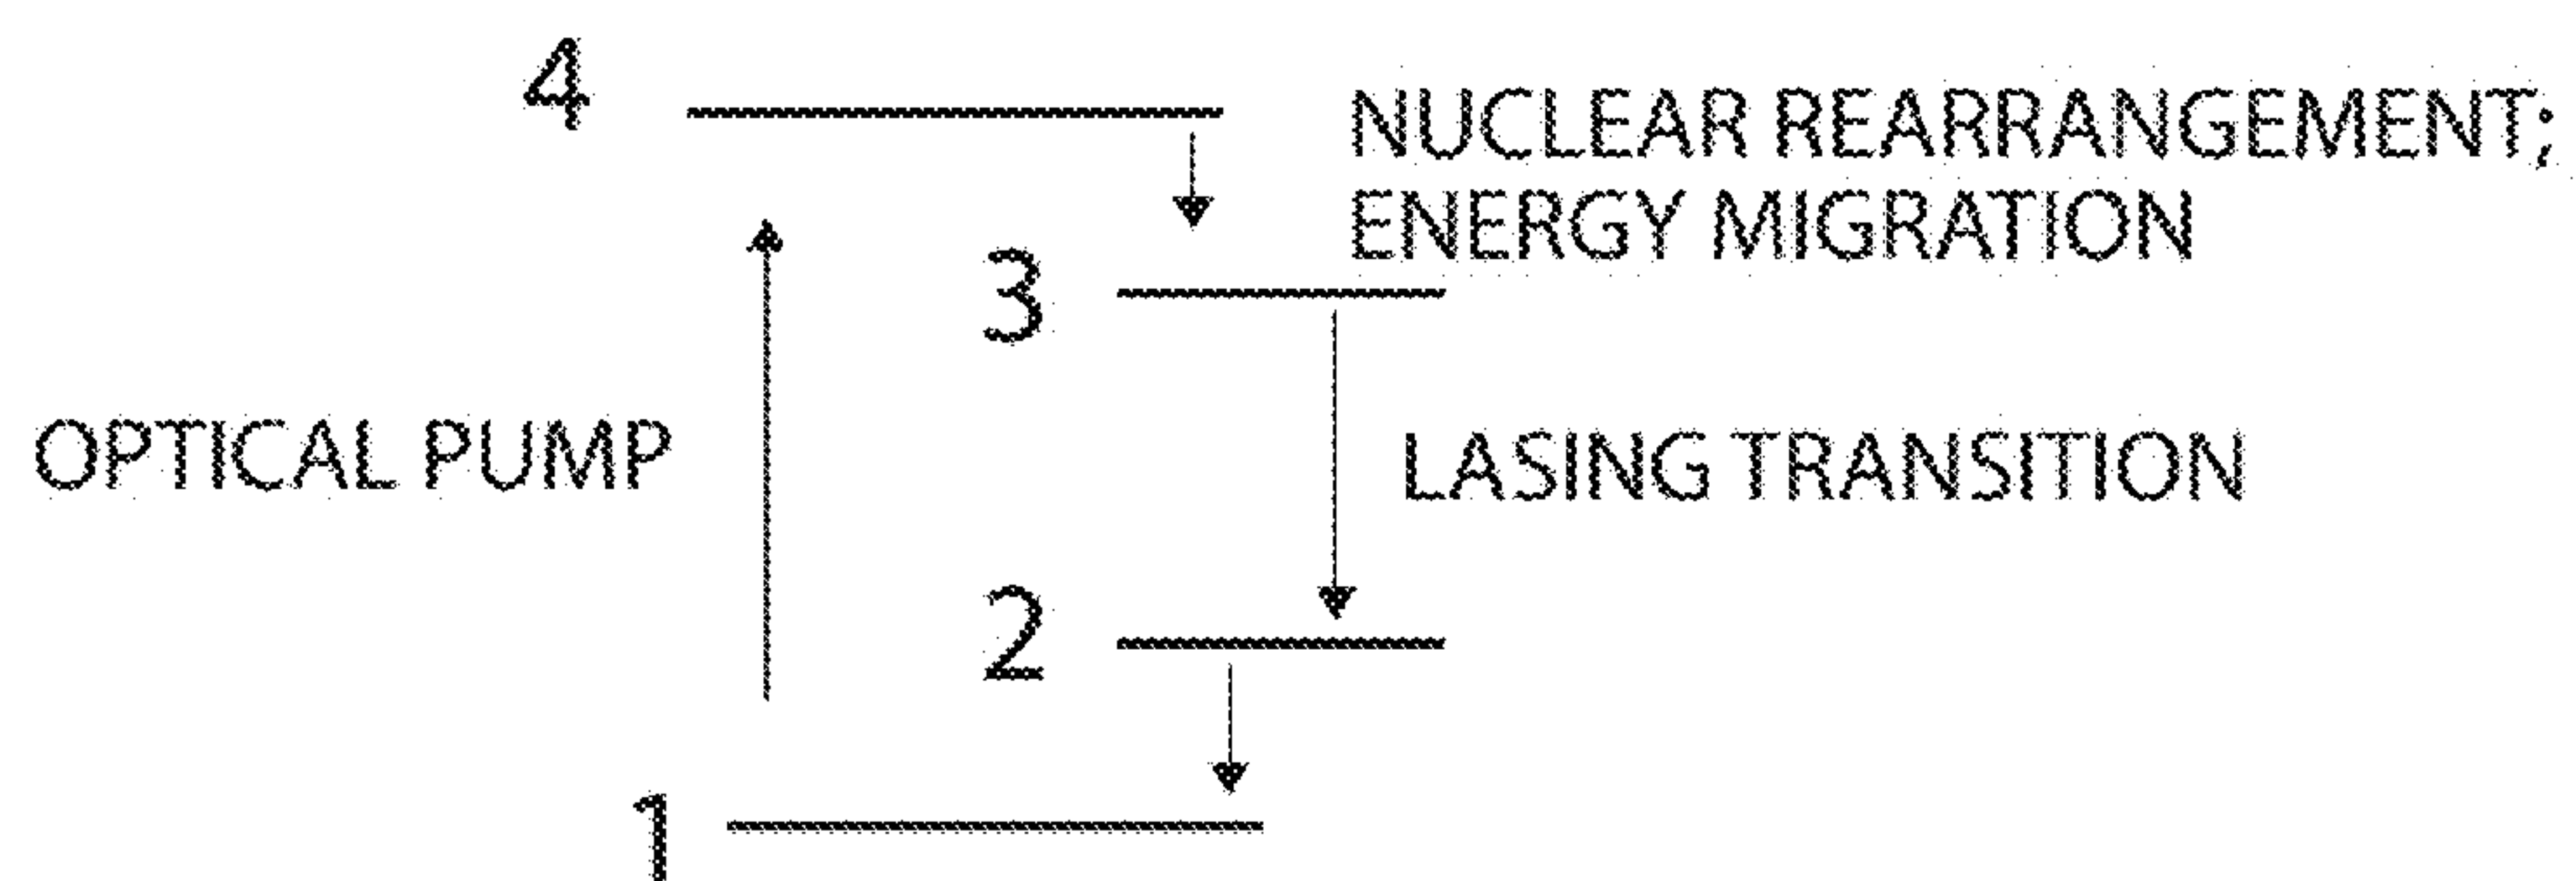 4
NUCLEAR REARRANGEMENT;
ENERGY MIGRATION
3
OPTICAL PUMP
LASING TRANSITION
2
1